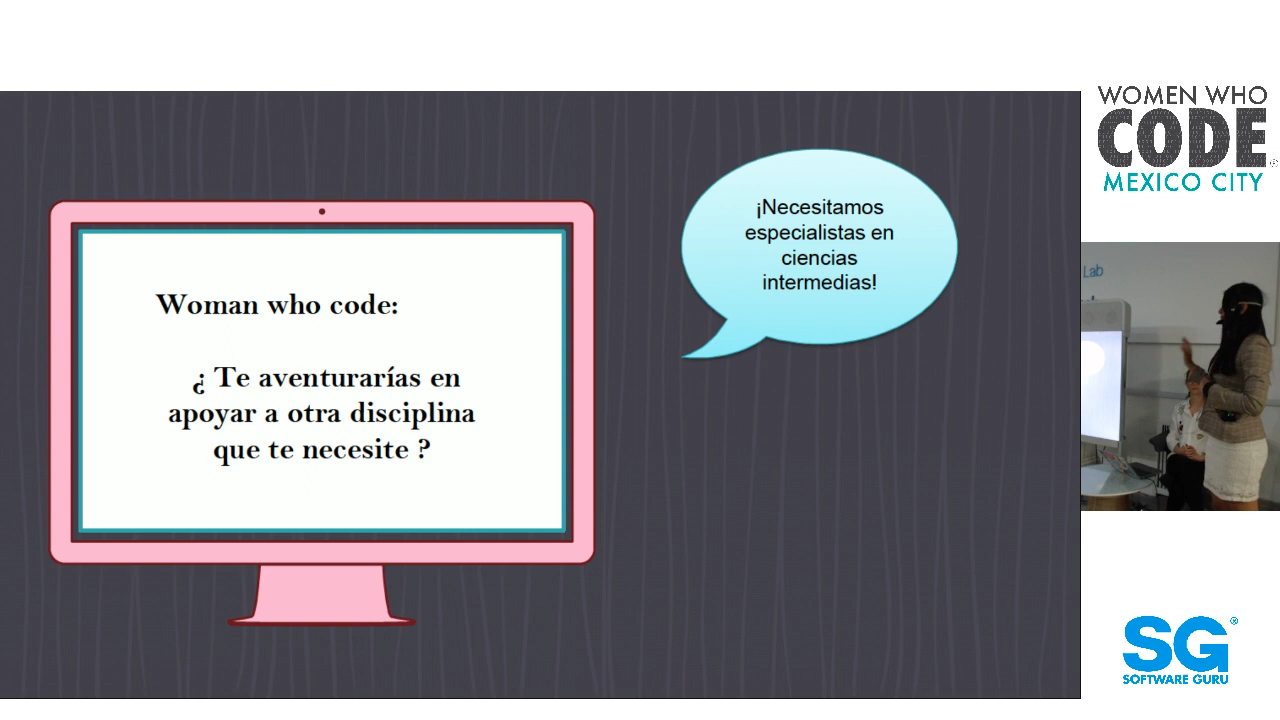 Woman who code:
¿ Te aventurarías en
apoyar a otra disciplina
que te necesite ?
¡Necesitamos
especialistas en
ciencias
intermedias!
WOMEN WHO
CODE®
MEXICO CITY
Lab
SG®
SOFTWARE GURU